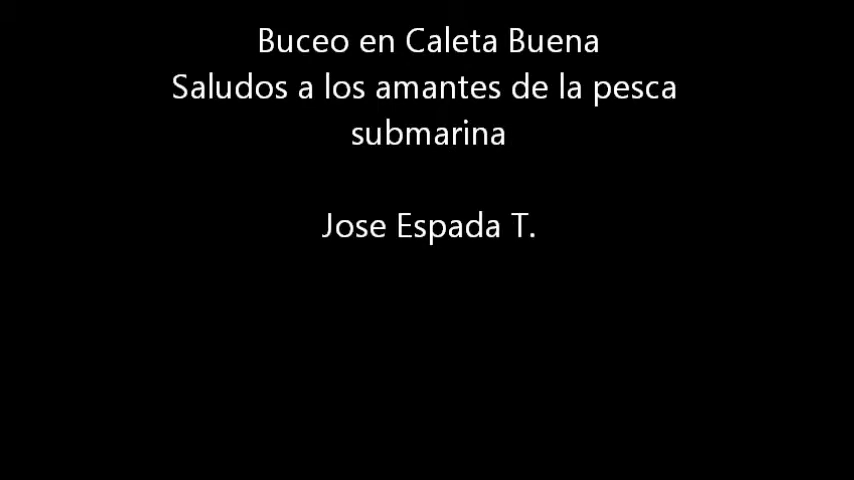 Buceo en Caleta Buena
Saludos a los amantes de la pesca
submarina
Jose Espada T.